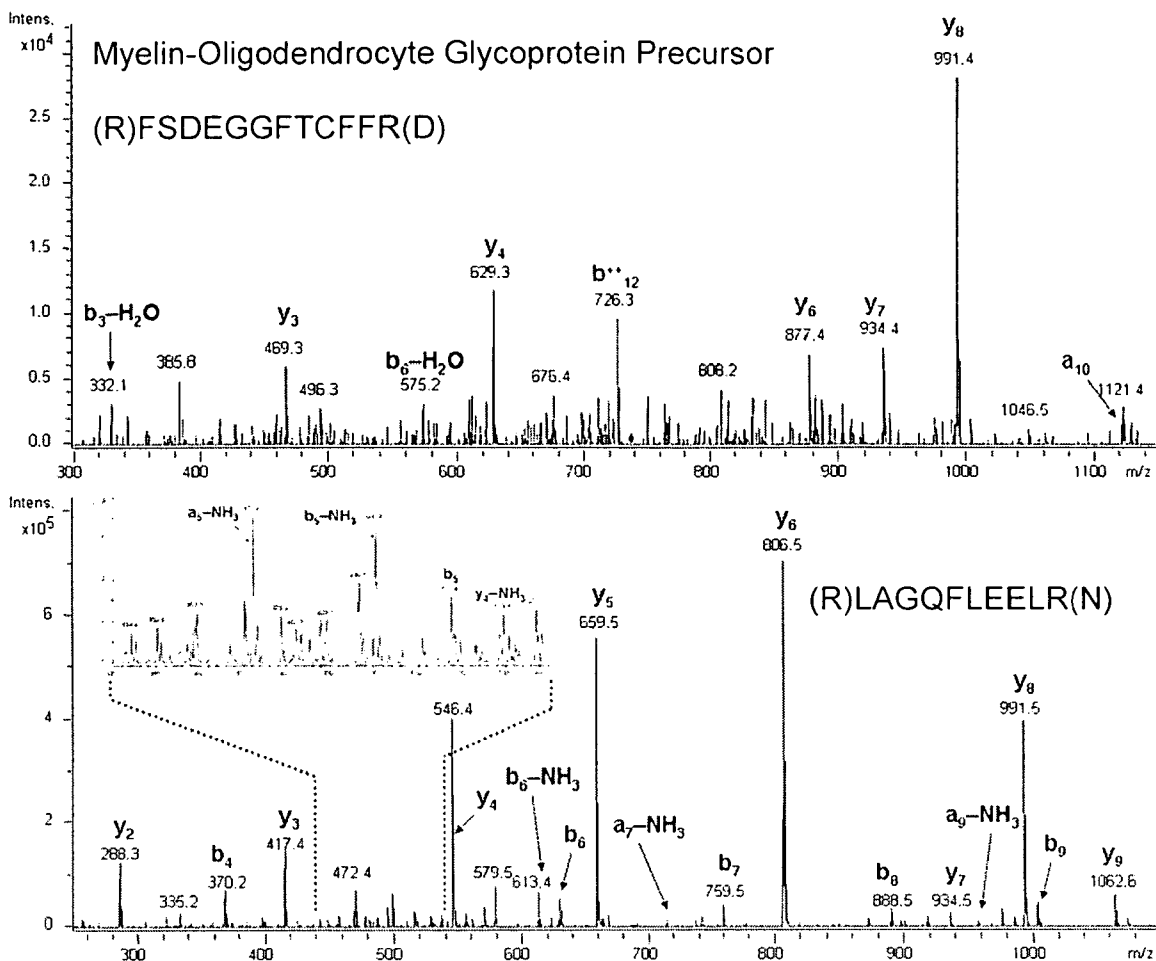 Intens.
x10⁴
Myelin-Oligodendrocyte Glycoprotein Precursor
(R)FSDEGGFTCFFR(D)
y₈
991.4
3.0
2.5
2.0
1.5
1.0
0.5
0.0
b₃–H₂O
332.1
385.8
y₃
469.3
496.3
b₆–H₂O
575.2
y₄
629.3
676.4
b⁺⁺₁₂
726.3
808.2
y₆
877.4
y₇
934.4
1046.5
a₁₀
1121.4
300 400 500 600 700 800 900 1000 1100 m/z
Intens.
x10⁵
6
4
2
0
a₅–NH₃
b₅–NH₃
b₅
y₄–NH₃
(R)LAGQFLEELR(N)
y₂
288.3
335.2
b₄
370.2
y₃
417.4
472.4
546.4
y₄
579.5
b₆–NH₃
613.4
b₆
y₅
659.5
a₇–NH₃
b₇
759.5
y₆
806.5
b₈
888.5
y₇
934.5
a₉–NH₃
y₈
991.5
b₉
y₉
1062.6
300 400 500 600 700 800 900 1000 m/z